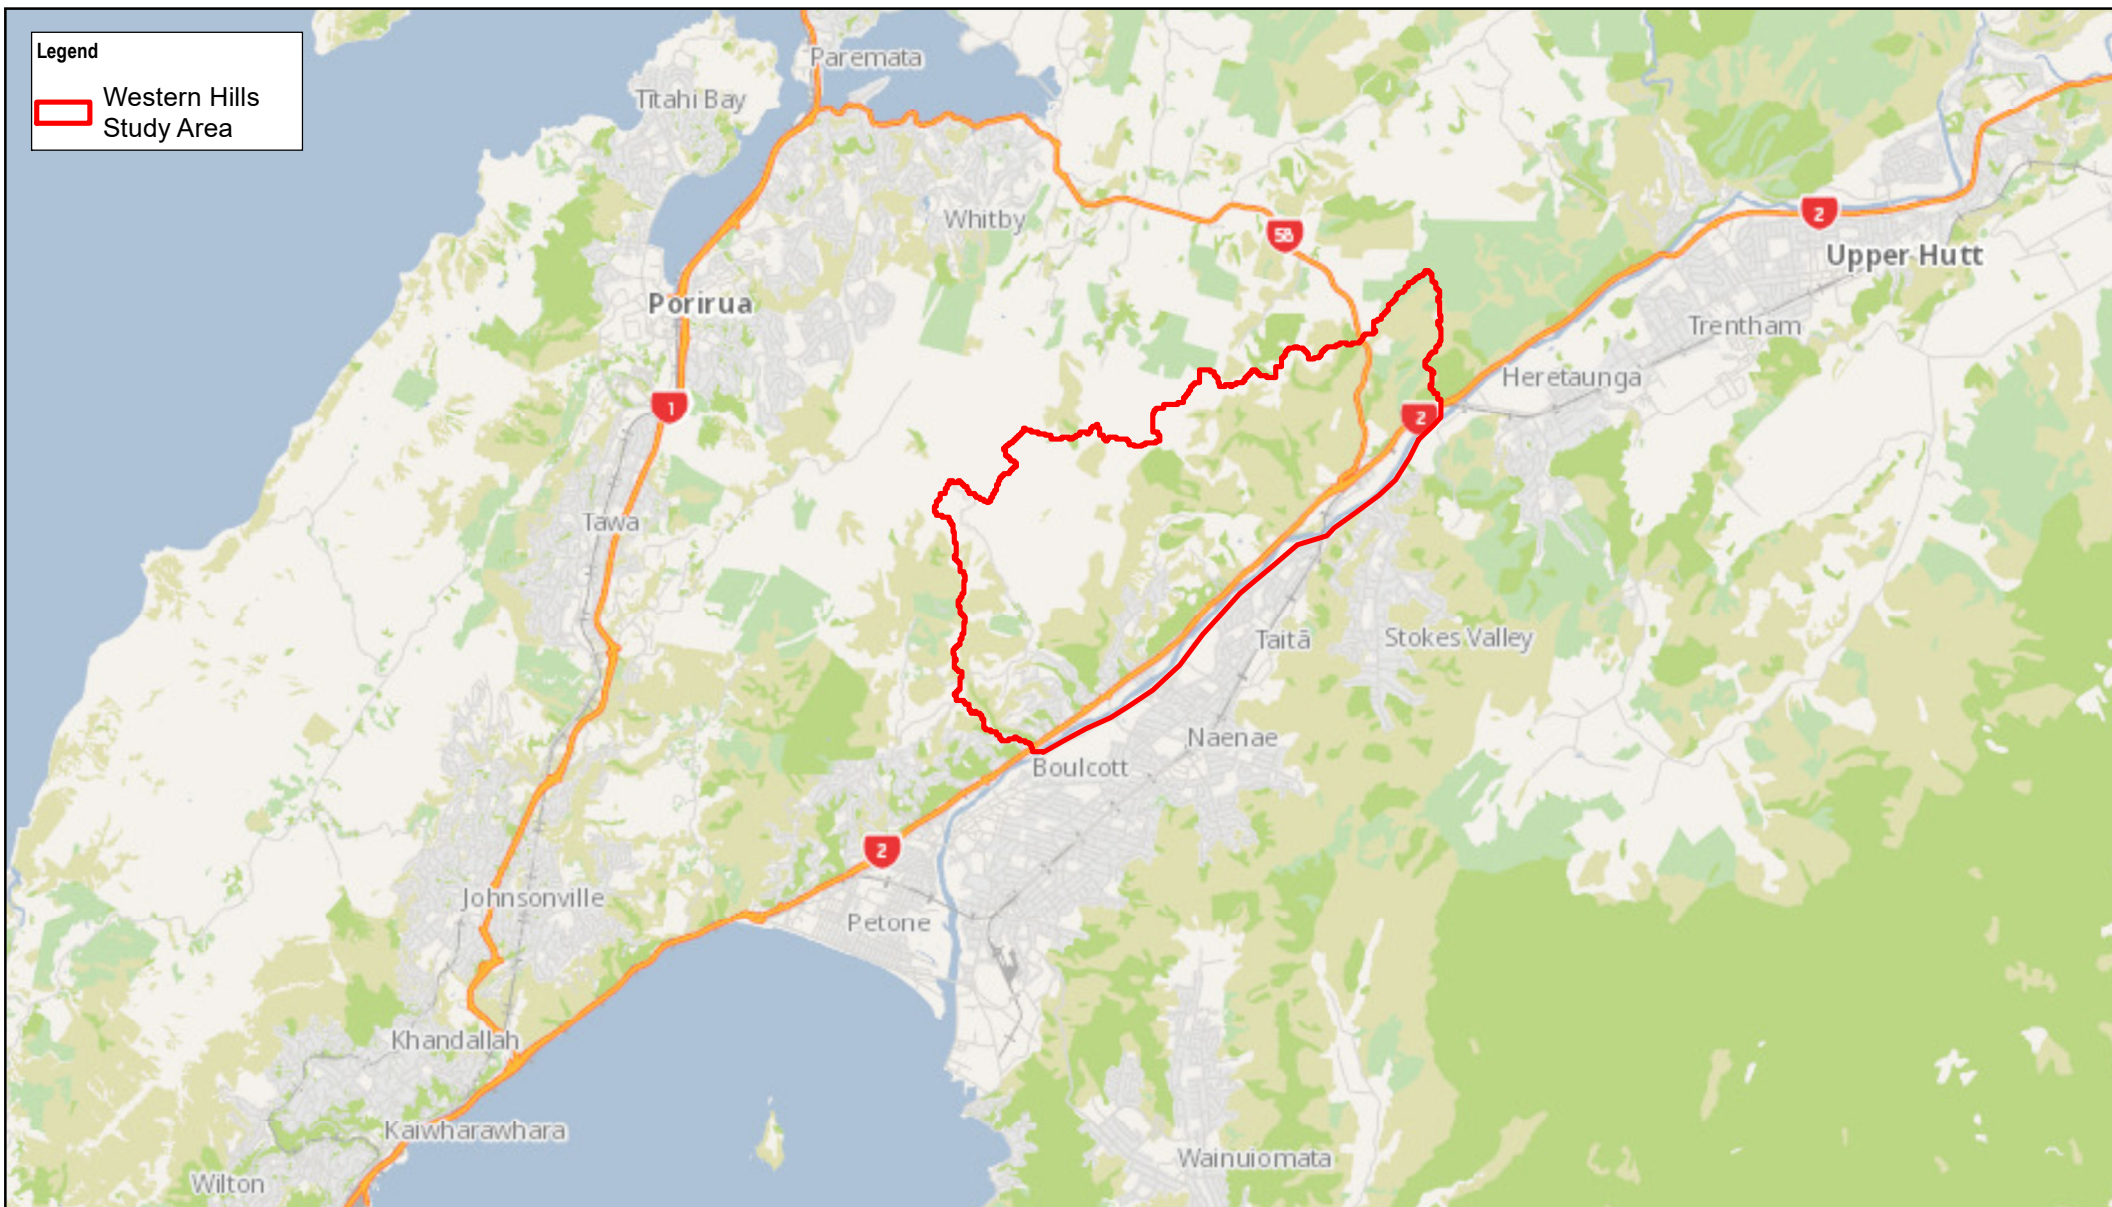 Legend
Western Hills
Study Area
Paremata
Titahi Bay
Whitby
58
2
Upper Hutt
Porirua
Trentham
Heretaunga
1
2
Tawa
Taitā
Stokes Valley
Naenae
Boulcott
2
Johnsonville
Petone
Khandallah
Kaiwharawhara
Wainuiomata
Wilton